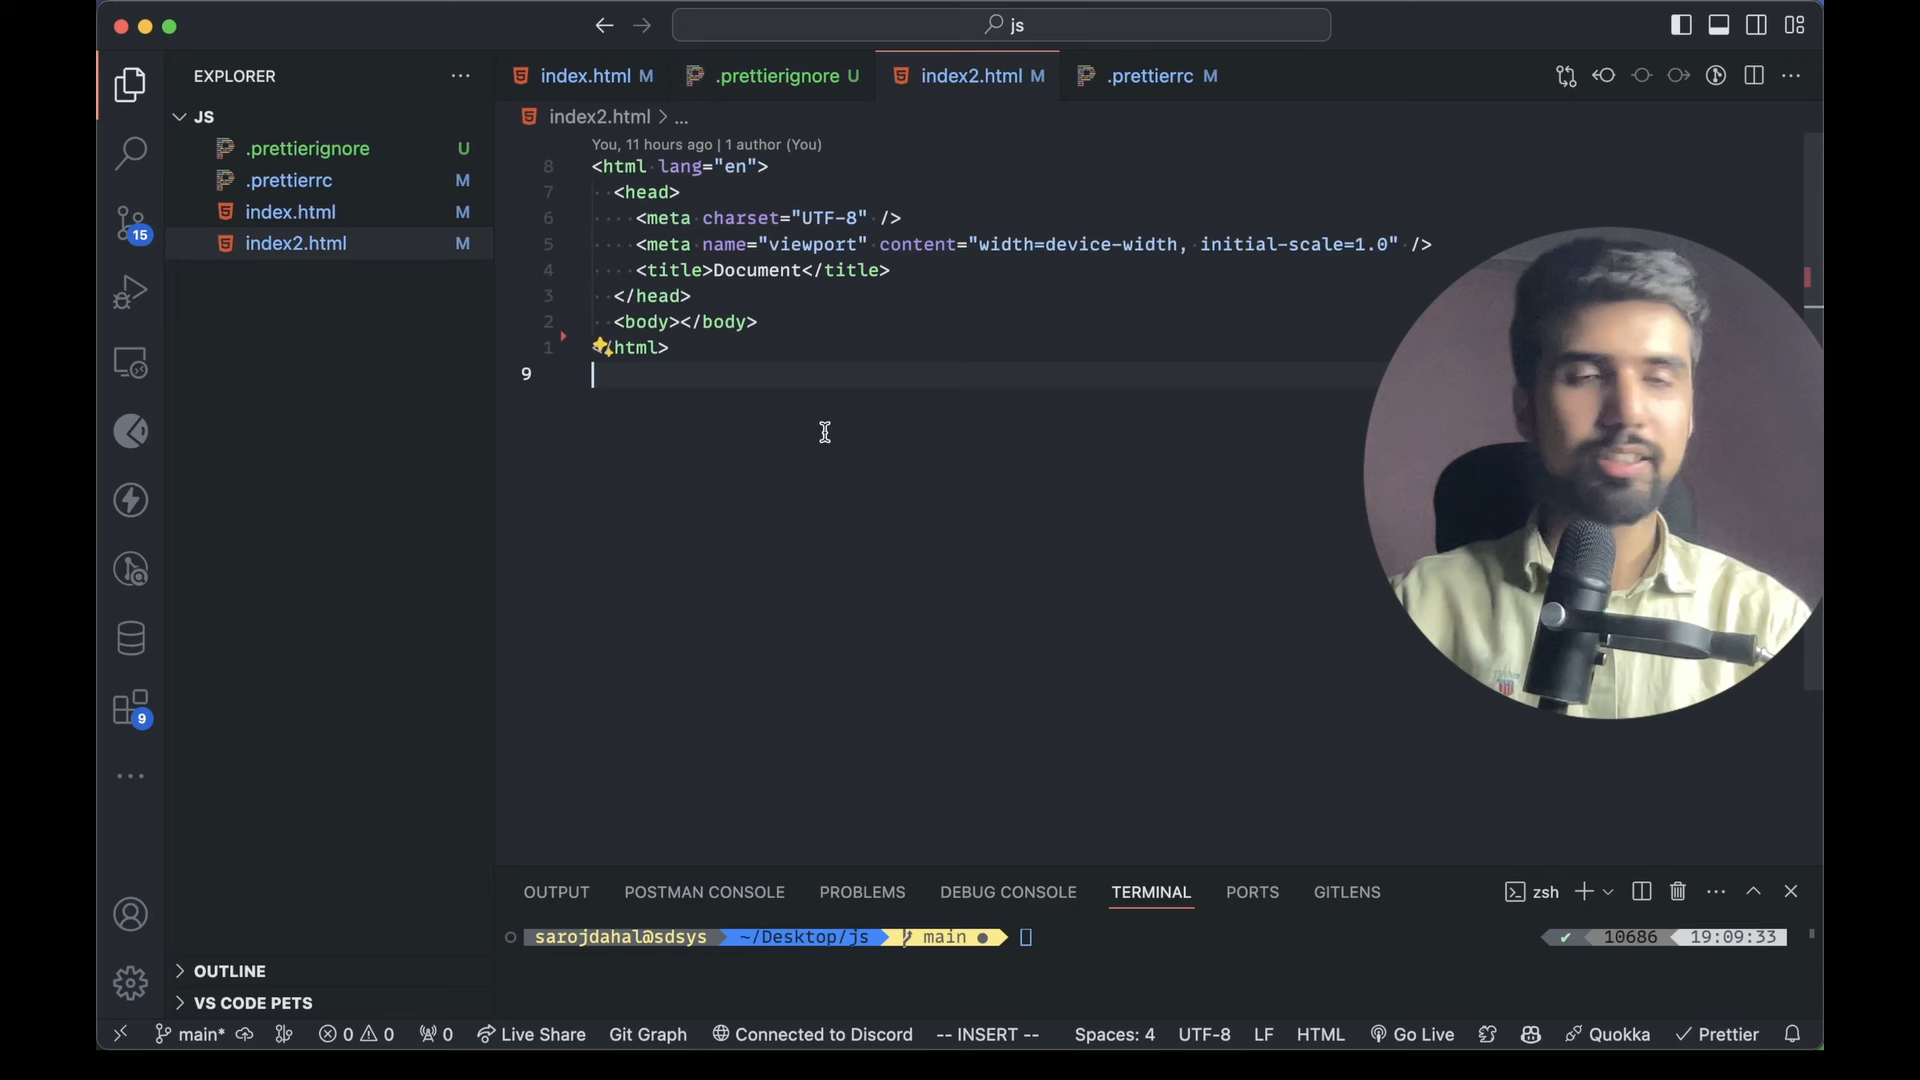 js
EXPLORER
JS
.prettierignore U
.prettierrc M
index.html M
index2.html M
OUTLINE
VS CODE PETS
15
9
index.html M
.prettierignore U
index2.html M
.prettierrc M
index2.html > ...
You, 11 hours ago | 1 author (You)
8 <html lang="en">
7 <head>
6 <meta charset="UTF-8" />
5 <meta name="viewport" content="width=device-width, initial-scale=1.0" />
4 <title>Document</title>
3 </head>
2 <body></body>
1 </html>
9
OUTPUT POSTMAN CONSOLE PROBLEMS DEBUG CONSOLE TERMINAL PORTS GITLENS
zsh
sarojdahal@sdsys ~/Desktop/js main ● ✔ 10686 19:09:33
main* 0 0 0 Live Share Git Graph Connected to Discord -- INSERT -- Spaces: 4 UTF-8 LF HTML Go Live Quokka Prettier